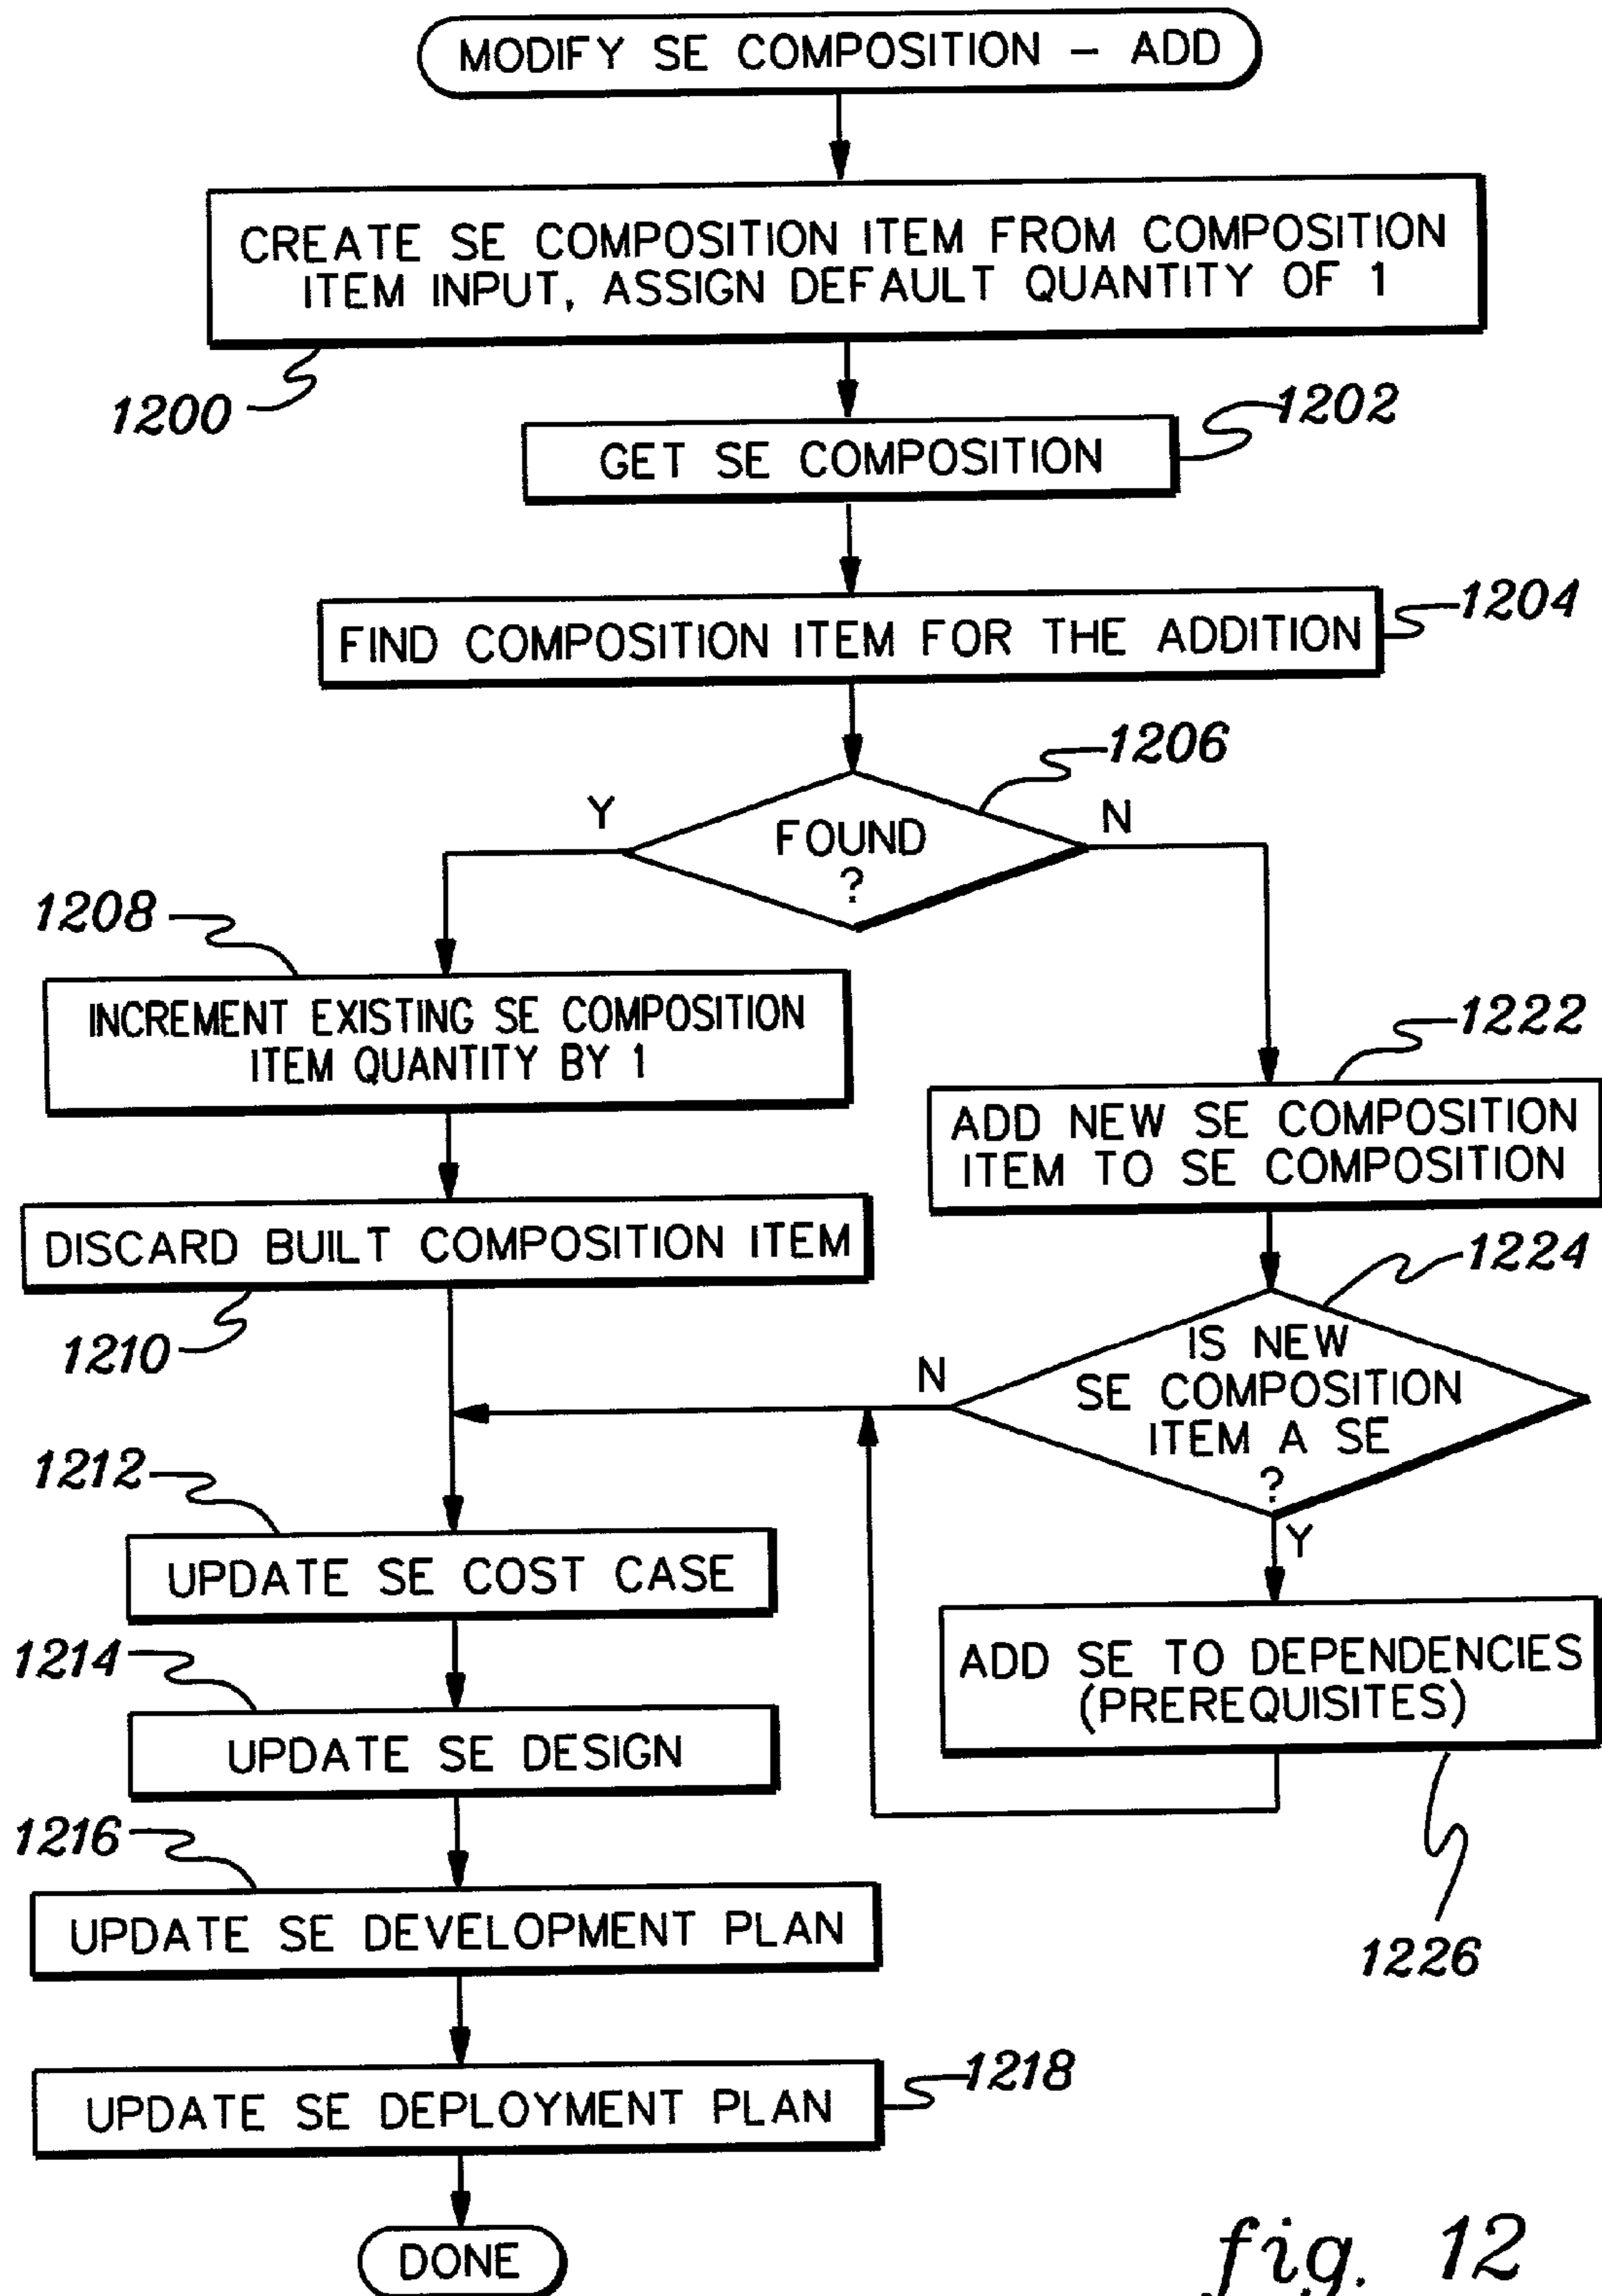 MODIFY SE COMPOSITION - ADD
CREATE SE COMPOSITION ITEM FROM COMPOSITION
ITEM INPUT, ASSIGN DEFAULT QUANTITY OF 1
1200
1202
GET SE COMPOSITION
1204
FIND COMPOSITION ITEM FOR THE ADDITION
1206
Y
N
FOUND
?
1208
INCREMENT EXISTING SE COMPOSITION
ITEM QUANTITY BY 1
1222
ADD NEW SE COMPOSITION
ITEM TO SE COMPOSITION
DISCARD BUILT COMPOSITION ITEM
1210
1224
IS NEW
SE COMPOSITION
ITEM A SE
?
N
Y
1212
UPDATE SE COST CASE
ADD SE TO DEPENDENCIES
(PREREQUISITES)
1214
UPDATE SE DESIGN
1216
UPDATE SE DEVELOPMENT PLAN
1226
1218
UPDATE SE DEPLOYMENT PLAN
DONE
fig. 12